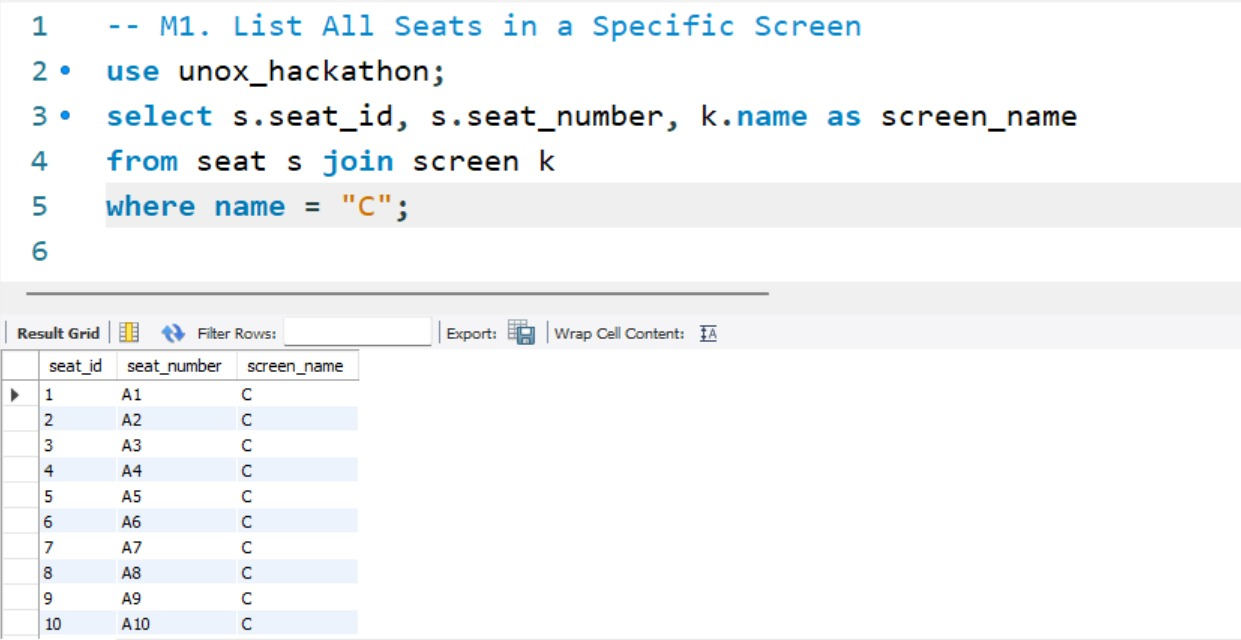 1 -- M1. List All Seats in a Specific Screen
2 use unox_hackathon;
3 select s.seat_id, s.seat_number, k.name as screen_name
4 from seat s join screen k
5 where name = "C";
6
Result Grid Filter Rows: Export: Wrap Cell Content: IA
seat_id seat_number screen_name
1 A1 C
2 A2 C
3 A3 C
4 A4 C
5 A5 C
6 A6 C
7 A7 C
8 A8 C
9 A9 C
10 A10 C